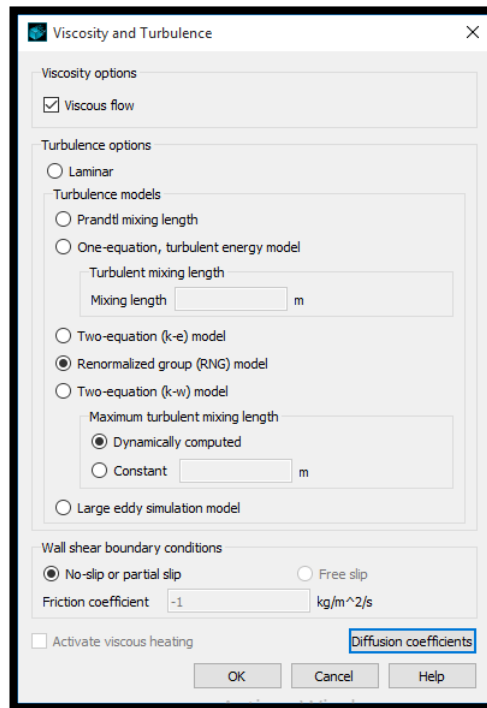 Viscosity and Turbulence
Viscosity options
Viscous flow
Turbulence options
Laminar
Turbulence models
Prandtl mixing length
One-equation, turbulent energy model
Turbulent mixing length
Mixing length m
Two-equation (k-e) model
Renormalized group (RNG) model
Two-equation (k-w) model
Maximum turbulent mixing length
Dynamically computed
Constant m
Large eddy simulation model
Wall shear boundary conditions
No-slip or partial slip Free slip
Friction coefficient -1 kg/m^2/s
Activate viscous heating Diffusion coefficients
OK Cancel Help